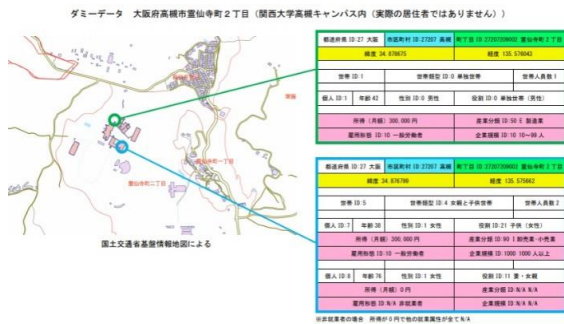 ダミーデータ 大阪府高槻市霊仙寺町2丁目（関西大学高槻キャンパス内（実際の居住者ではありません））
都道府県 ID:27 大阪 市区町村 ID:27207 高槻 町丁目 ID:27207309002 霊仙寺町2丁目
緯度 34.878675 経度 135.576043
世帯 ID:1 世帯類型 ID:0 単独世帯 世帯人員数 1
個人 ID:1 年齢 42 性別 ID:0 男性 役割 ID:0 単独世帯（男性）
所得（月額）300,000 円 産業分類 ID:50 E 製造業
雇用形態 ID:10 一般労働者 企業規模 ID:10 10~99 人
霊仙寺町一丁目
霊仙寺町二丁目
国土交通省基盤情報地図による
都道府県 ID:27 大阪 市区町村 ID:27207 高槻 町丁目 ID:27207309002 霊仙寺町2丁目
緯度 34.876789 経度 135.575662
世帯 ID:5 世帯類型 ID:4 女親と子供世帯 世帯人員数 2
個人 ID:7 年齢 38 性別 ID:1 女性 役割 ID:21 子供（女性）
所得（月額）300,000 円 産業分類 ID:90 I 卸売業・小売業
雇用形態 ID:10 一般労働者 企業規模 ID:1000 1000 人以上
個人 ID:8 年齢 76 性別 ID:1 女性 役割 ID:11 妻・女親
所得（月額）0 円 産業分類 ID:N/A N/A
雇用形態 ID:N/A 非就業者 企業規模 ID:N/A N/A
※非就業者の場合 所得が0円で他の就業属性が全てN/A